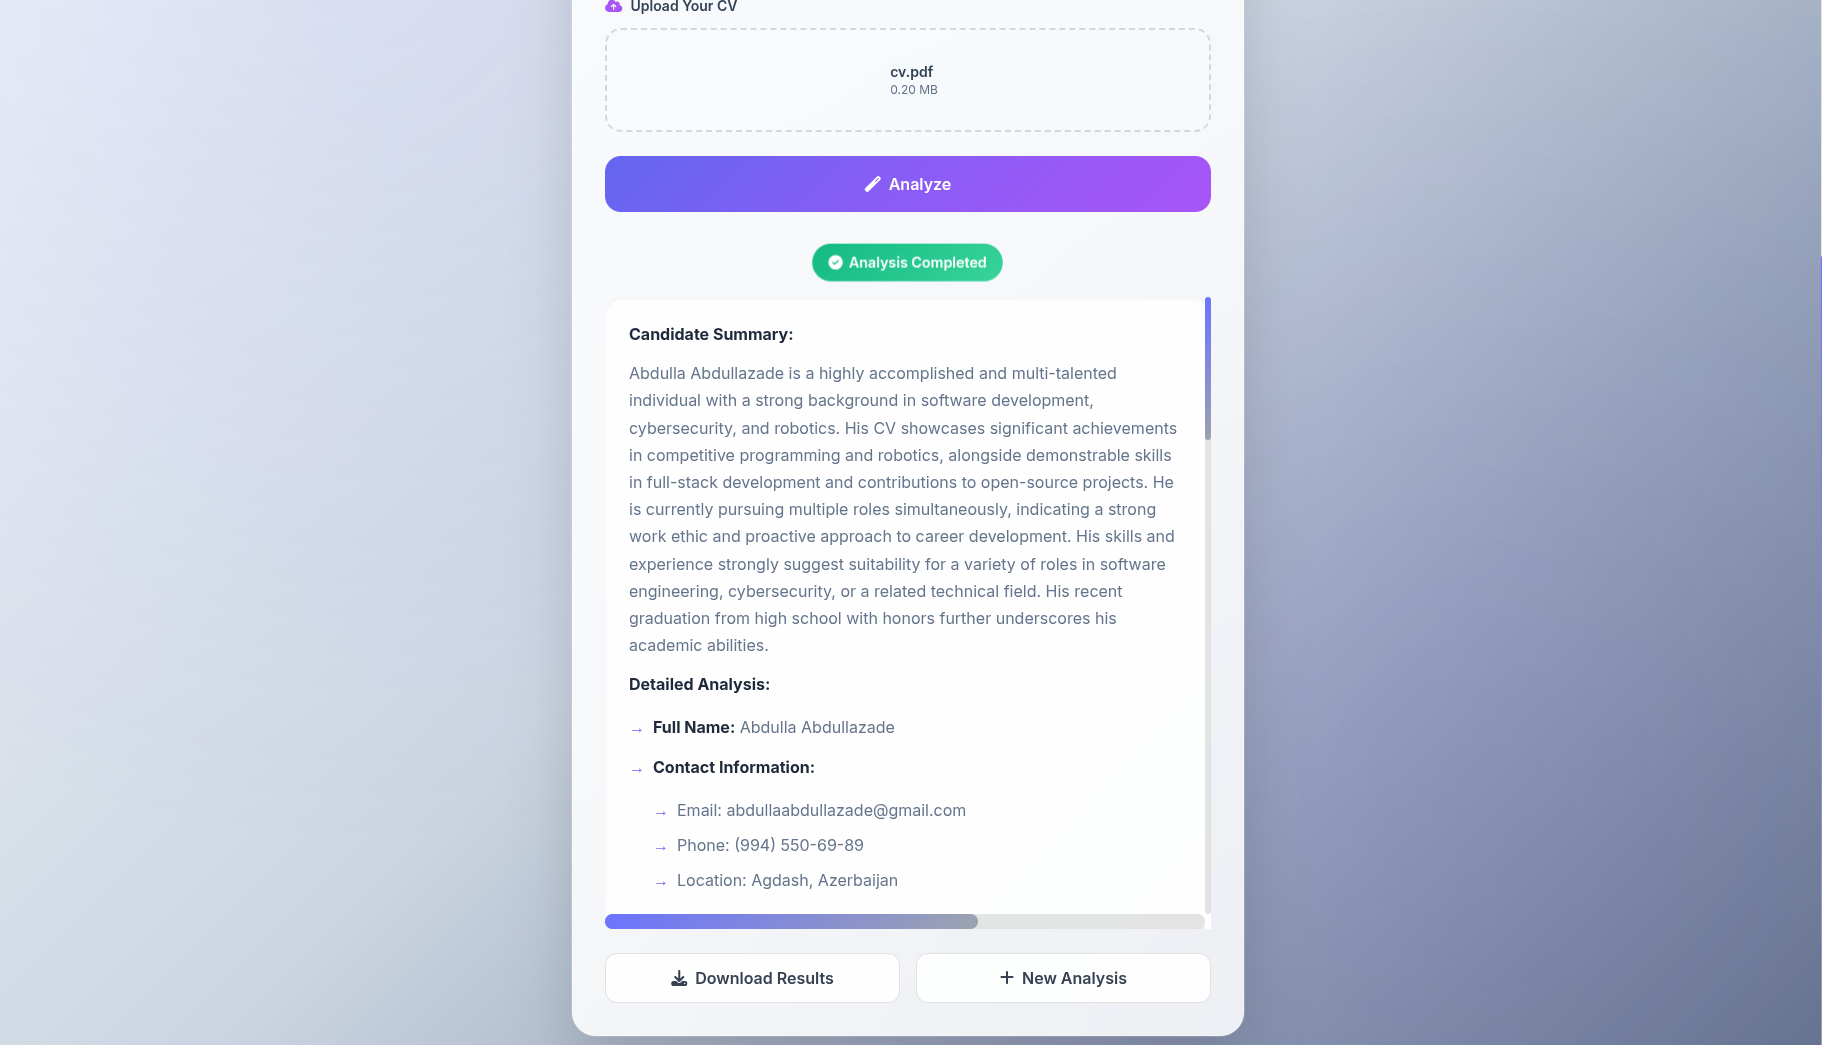 Upload Your CV
cv.pdf
0.20 MB
Analyze
Analysis Completed
Candidate Summary:
Abdulla Abdullazade is a highly accomplished and multi-talented
individual with a strong background in software development,
cybersecurity, and robotics. His CV showcases significant achievements
in competitive programming and robotics, alongside demonstrable skills
in full-stack development and contributions to open-source projects. He
is currently pursuing multiple roles simultaneously, indicating a strong
work ethic and proactive approach to career development. His skills and
experience strongly suggest suitability for a variety of roles in software
engineering, cybersecurity, or a related technical field. His recent
graduation from high school with honors further underscores his
academic abilities.
Detailed Analysis:
→ Full Name: Abdulla Abdullazade
→ Contact Information:
→ Email: abdullaabdullazade@gmail.com
→ Phone: (994) 550-69-89
→ Location: Agdash, Azerbaijan
Download Results
New Analysis